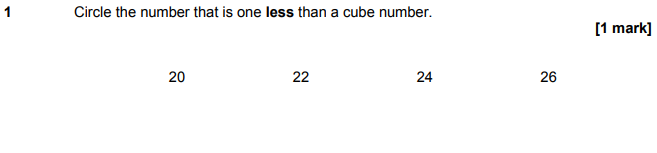 1 Circle the number that is one less than a cube number.
[1 mark]
20 22 24 26